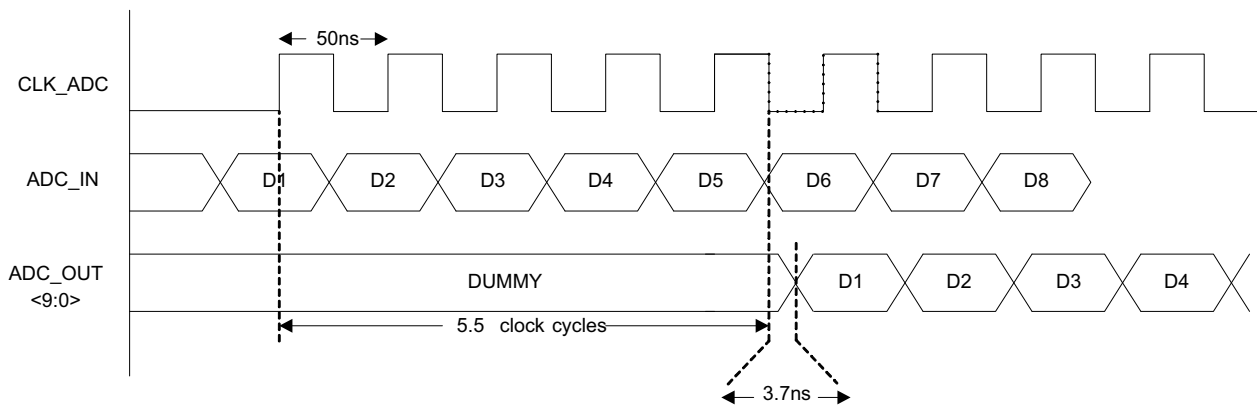 50ns
CLK_ADC
ADC_IN
D1 D2 D3 D4 D5 D6 D7 D8
ADC_OUT
<9:0>
DUMMY
D1 D2 D3 D4
5.5 clock cycles
3.7ns